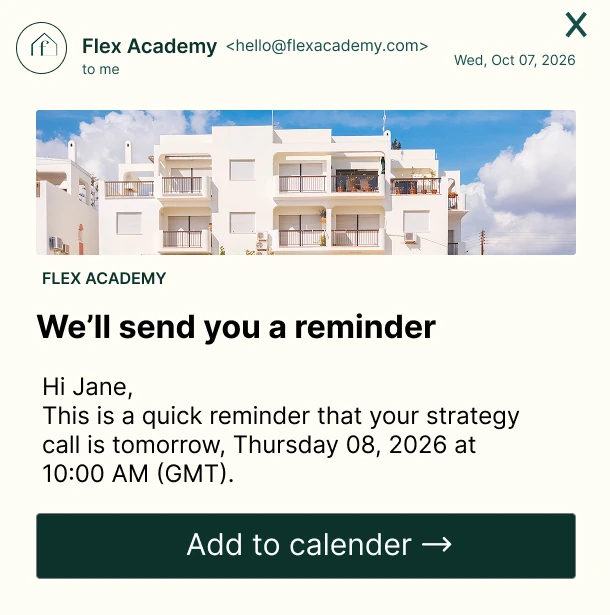 f
X
Flex Academy <hello@flexacademy.com>
Wed, Oct 07, 2026
to me
FLEX ACADEMY
We’ll send you a reminder
Hi Jane,
This is a quick reminder that your strategy
call is tomorrow, Thursday 08, 2026 at
10:00 AM (GMT).
Add to calender →